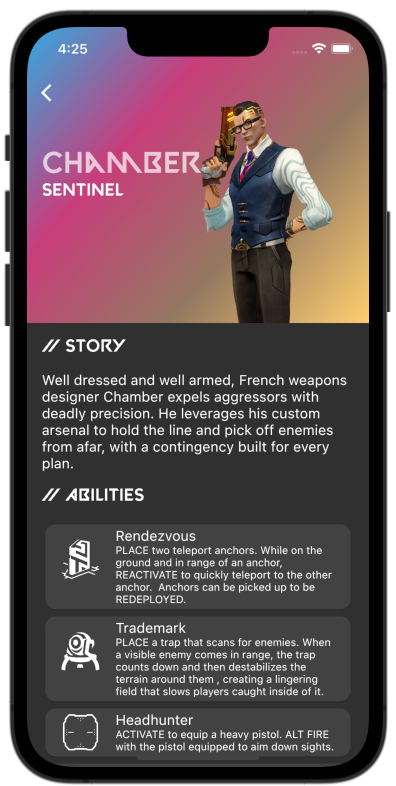 4:25
CHAMBER
SENTINEL
// STORY
Well dressed and well armed, French weapons
designer Chamber expels aggressors with
deadly precision. He leverages his custom
arsenal to hold the line and pick off enemies
from afar, with a contingency built for every
plan.
// ABILITIES
Rendezvous
PLACE two teleport anchors. While on the
ground and in range of an anchor,
REACTIVATE to quickly teleport to the other
anchor.  Anchors can be picked up to be
REDEPLOYED.
Trademark
PLACE a trap that scans for enemies. When
a visible enemy comes in range, the trap
counts down and then destabilizes the
terrain around them , creating a lingering
field that slows players caught inside of it.
Headhunter
ACTIVATE to equip a heavy pistol. ALT FIRE
with the pistol equipped to aim down sights.